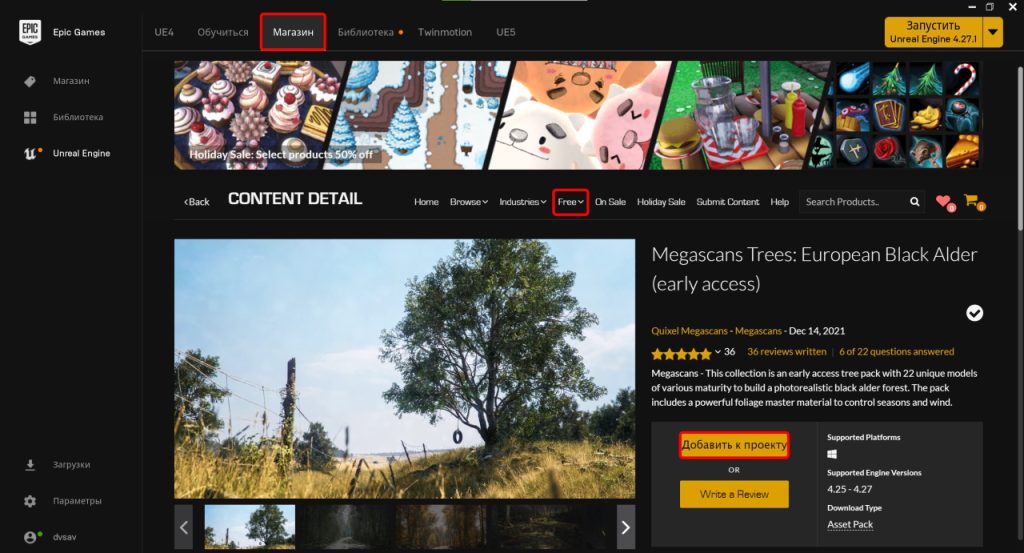 EPIC GAMES
Epic Games
UE4
Обучиться
Магазин
Библиотека
Twinmotion
UE5
Запустить
Unreal Engine 4.27.1
Магазин
Библиотека
Unreal Engine
Holiday Sale: Select products 50% off
Back
CONTENT DETAIL
Home
Browse
Industries
Free
On Sale
Holiday Sale
Submit Content
Help
Search Products..
0
0
Megascans Trees: European Black Alder
(early access)
Quixel Megascans - Megascans - Dec 14, 2021
36
36 reviews written | 6 of 22 questions answered
Megascans - This collection is an early access tree pack with 22 unique models
of various maturity to build a photorealistic black alder forest. The pack
includes a powerful foliage master material to control seasons and wind.
Добавить к проекту
OR
Write a Review
Supported Platforms
Supported Engine Versions
4.25 - 4.27
Download Type
Asset Pack
Загрузки
Параметры
dvsav